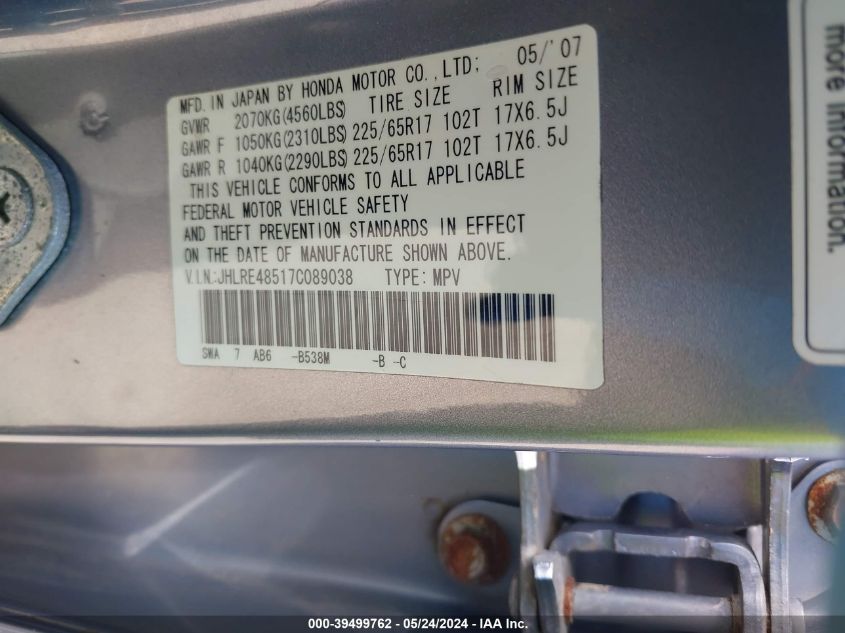 MFD. IN JAPAN BY HONDA MOTOR CO., LTD; 05/'07
GVWR 2070KG(4560LBS) TIRE SIZE RIM SIZE
GAWR F 1050KG(2310LBS) 225/65R17 102T 17X6.5J
GAWR R 1040KG(2290LBS) 225/65R17 102T 17X6.5J
THIS VEHICLE CONFORMS TO ALL APPLICABLE
FEDERAL MOTOR VEHICLE SAFETY
AND THEFT PREVENTION STANDARDS IN EFFECT
ON THE DATE OF MANUFACTURE SHOWN ABOVE.
V.I.N.:JHLRE48517C089038 TYPE: MPV
SWA 7 AB6 -B538M -B -C
more information.
000-39499762 - 05/24/2024 - IAA Inc.